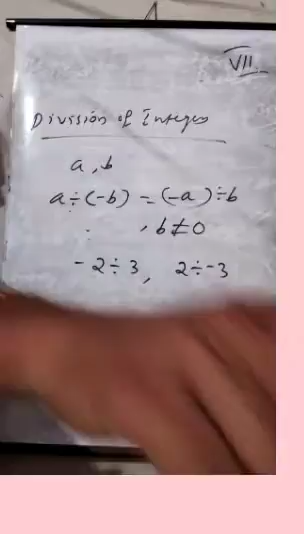 VII
Division of Integers
a, b
a ÷ (-b) = (-a) ÷ b
, b ≠ 0
-2 ÷ 3, 2 ÷ -3